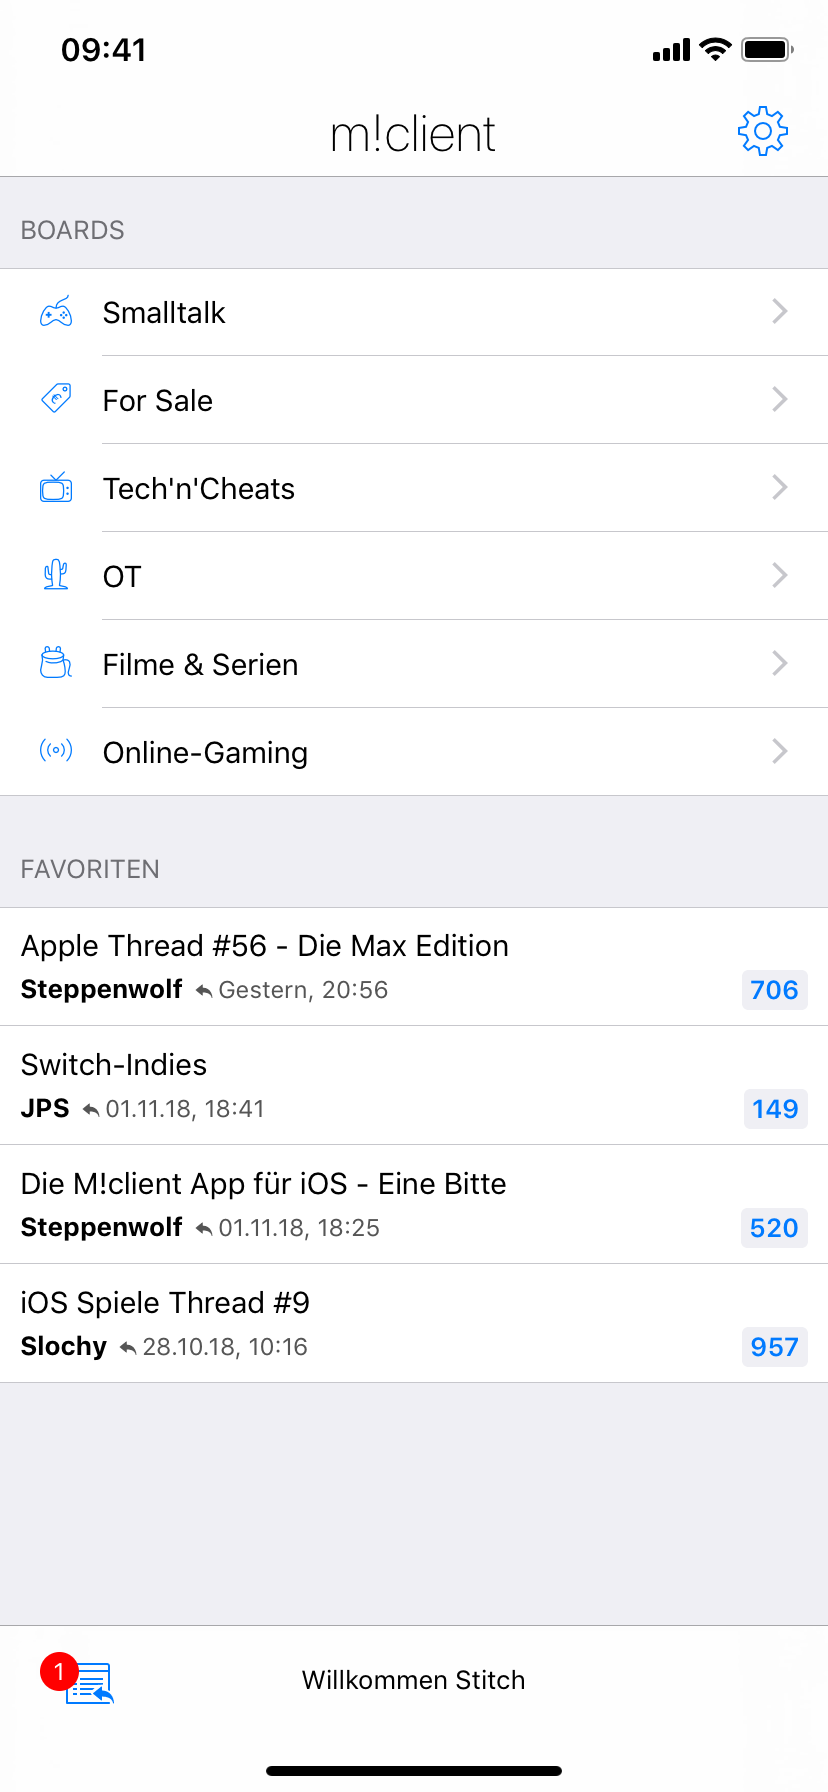 09:41
m!client
BOARDS
Smalltalk
For Sale
Tech'n'Cheats
OT
Filme & Serien
Online-Gaming
FAVORITEN
Apple Thread #56 - Die Max Edition
Steppenwolf Gestern, 20:56 706
Switch-Indies
JPS 01.11.18, 18:41 149
Die M!client App für iOS - Eine Bitte
Steppenwolf 01.11.18, 18:25 520
iOS Spiele Thread #9
Slochy 28.10.18, 10:16 957
1 Willkommen Stitch